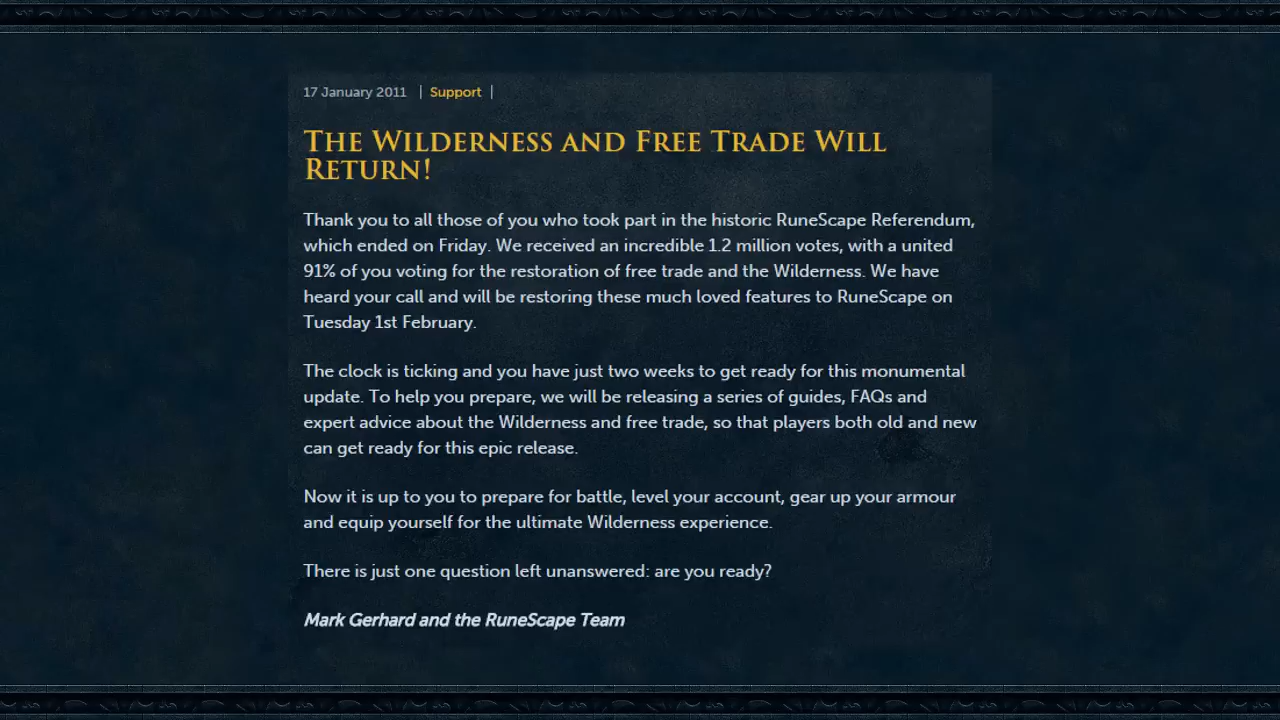 17 January 2011 | Support |
The Wilderness and Free Trade Will
Return!
Thank you to all those of you who took part in the historic RuneScape Referendum,
which ended on Friday. We received an incredible 1.2 million votes, with a united
91% of you voting for the restoration of free trade and the Wilderness. We have
heard your call and will be restoring these much loved features to RuneScape on
Tuesday 1st February.
The clock is ticking and you have just two weeks to get ready for this monumental
update. To help you prepare, we will be releasing a series of guides, FAQs and
expert advice about the Wilderness and free trade, so that players both old and new
can get ready for this epic release.
Now it is up to you to prepare for battle, level your account, gear up your armour
and equip yourself for the ultimate Wilderness experience.
There is just one question left unanswered: are you ready?
Mark Gerhard and the RuneScape Team